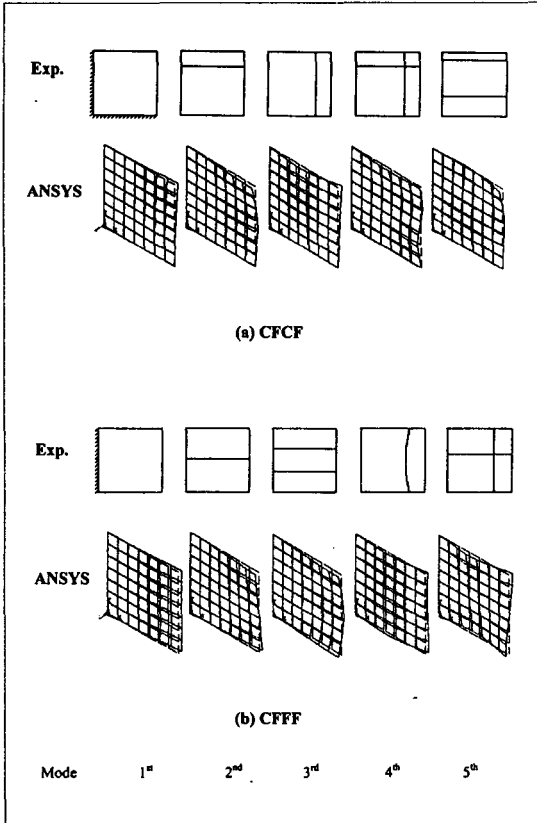 Exp.
ANSYS
(a) CFCF
Exp.
ANSYS
(b) CFFF
Mode 1st 2nd 3rd 4th 5th